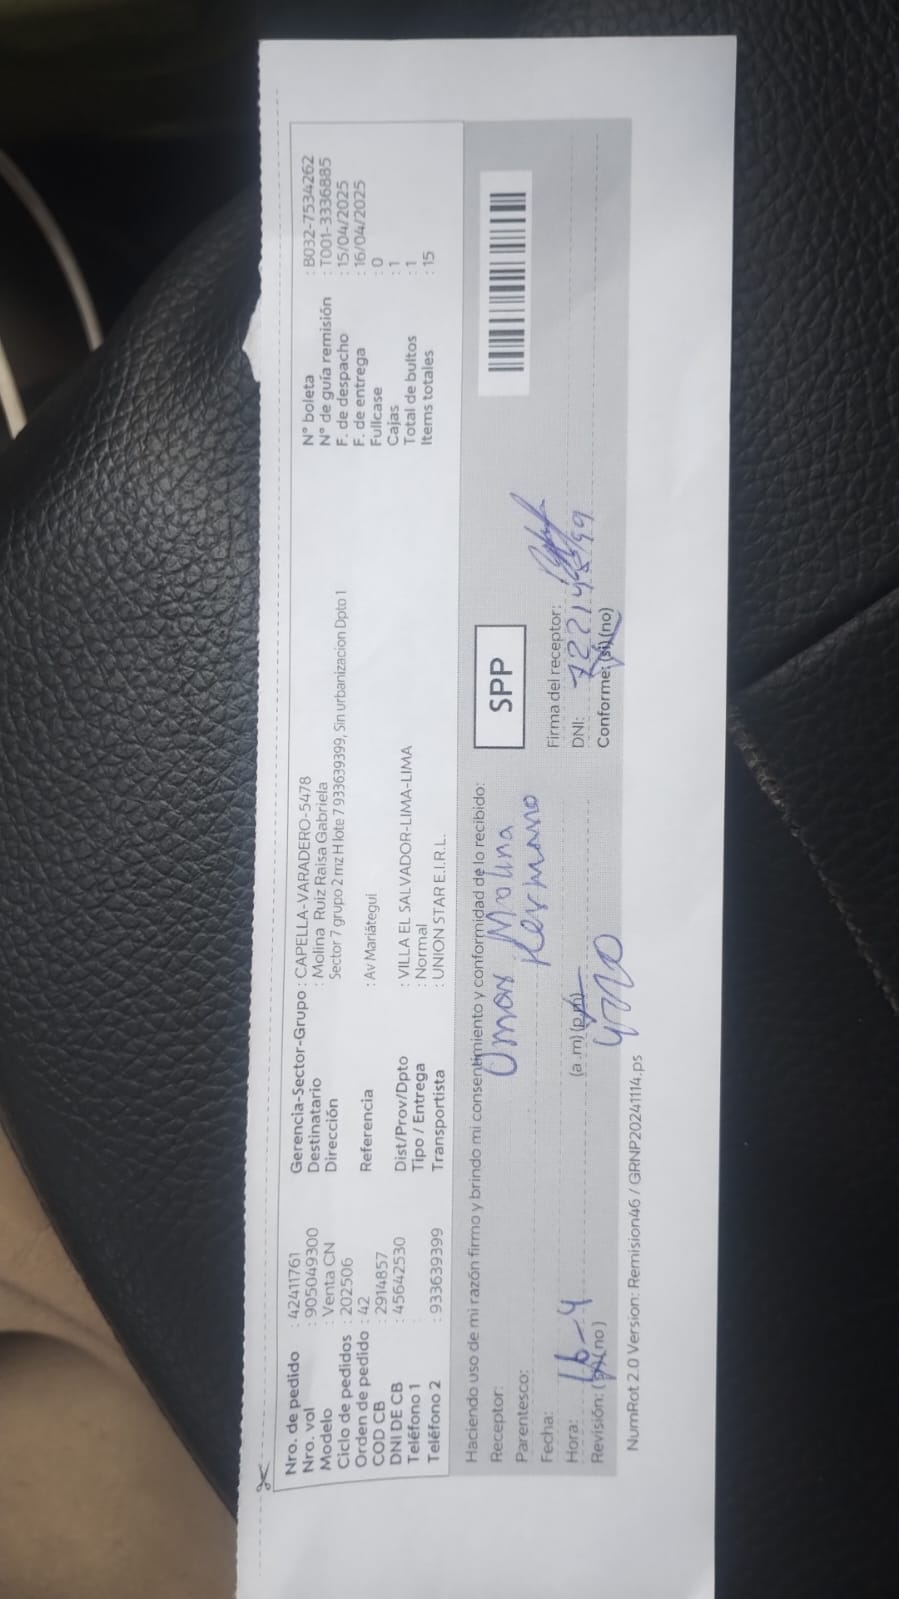 Nro. de pedido : 42411761
Nro. vol : 905049300
Modelo : Venta CN
Ciclo de pedidos : 202506
Orden de pedido : 42
COD CB : 2914857
DNI DE CB : 45642530
Teléfono 1 :
Teléfono 2 : 933639399
Gerencia-Sector-Grupo : CAPELLA-VARADERO-5478
Destinatario : Molina Ruiz Raisa Gabriela
Dirección Sector 7 grupo 2 mz H lote 7 933639399, Sin urbanizacion Dpto 1
Referencia : Av Mariátegui
Dist/Prov/Dpto : VILLA EL SALVADOR-LIMA-LIMA
Tipo / Entrega : Normal
Transportista : UNION STAR E.I.R.L.
N° boleta : B032-7534262
N° de guía remisión : T001-3336885
F. de despacho : 15/04/2025
F. de entrega : 16/04/2025
Fullcase : 0
Cajas : 1
Total de bultos : 1
Items totales : 15
Haciendo uso de mi razón firmo y brindo mi consentimiento y conformidad de lo recibido:
Receptor: Omar Molina
Parentesco: hermano
Fecha: 16-4
Hora: (a.m) (p.m)
Revisión: (si) (no)
SPP
Firma del receptor:
DNI:
Conforme: (si) (no)
NumRot 2.0 Version: Remision46 / GRNP20241114.ps